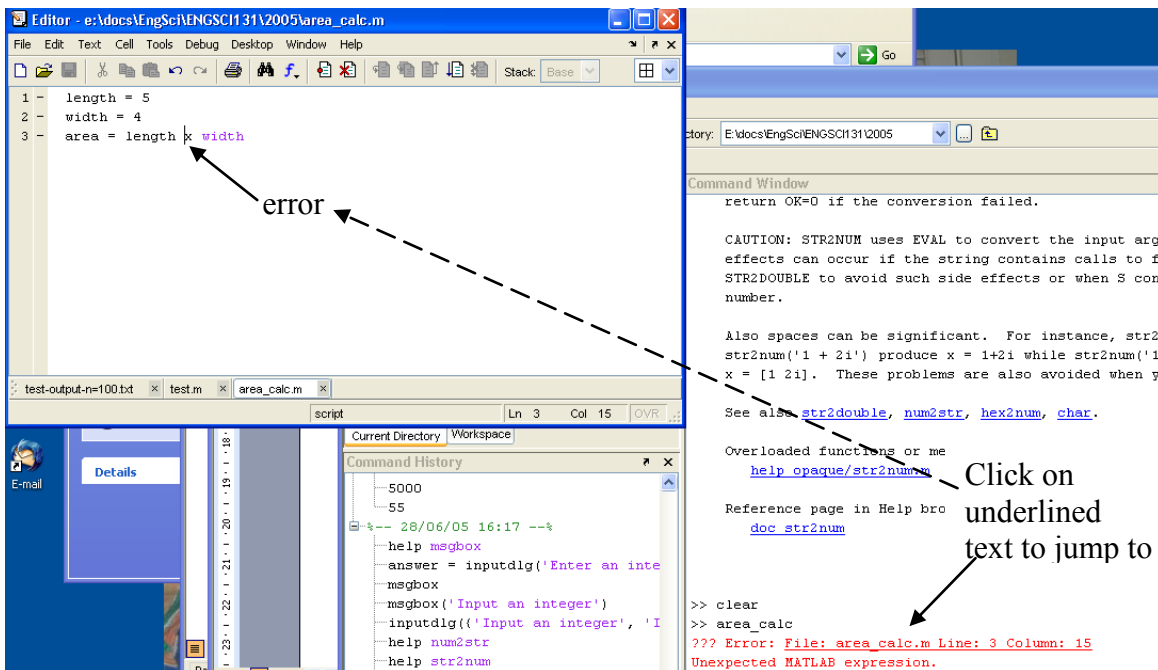 Editor - e:\docs\EngSci\ENGSCI131\2005\area_calc.m
File Edit Text Cell Tools Debug Desktop Window Help
Stack: Base
1 - length = 5
2 - width = 4
3 - area = length x width
error
test-output-n=100.txt test.m area_calc.m
script Ln 3 Col 15 OVR
Go
ctory: E:\docs\EngSci\ENGSCI131\2005
Command Window
return OK=0 if the conversion failed.
CAUTION: STR2NUM uses EVAL to convert the input arg
effects can occur if the string contains calls to f
STR2DOUBLE to avoid such side effects or when S con
number.
Also spaces can be significant. For instance, str2
str2num('1 + 2i') produce x = 1+2i while str2num('1
x = [1 2i]. These problems are also avoided when y
See also str2double, num2str, hex2num, char.
Overloaded functions or me
help opaque/str2num.m
Reference page in Help bro
doc str2num
Click on
underlined
text to jump to
>> clear
>> area_calc
??? Error: File: area_calc.m Line: 3 Column: 15
Unexpected MATLAB expression.
E-mail
Details
18
19
20
21
22
23
Current Directory Workspace
Command History
5000
55
%-- 28/06/05 16:17 --%
help msgbox
answer = inputdlg('Enter an inte
msgbox
msgbox('Input an integer')
inputdlg(('Input an integer', 'I
help num2str
help str2num